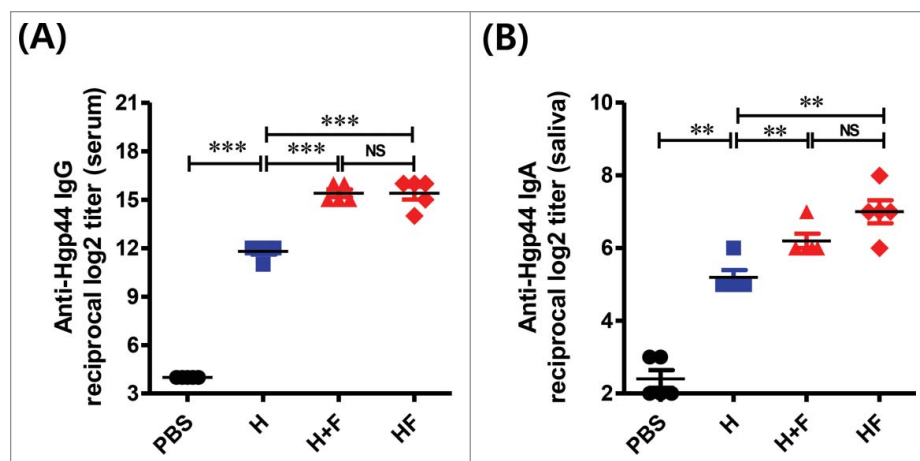 (A)
Anti-Hgp44 IgG
reciprocal log2 titer (serum)
21
18
15
12
9
6
3
***
***
***
NS
PBS
H
H+F
HF
(B)
Anti-Hgp44 IgA
reciprocal log2 titer (saliva)
10
8
6
4
2
**
**
**
NS
PBS
H
H+F
HF